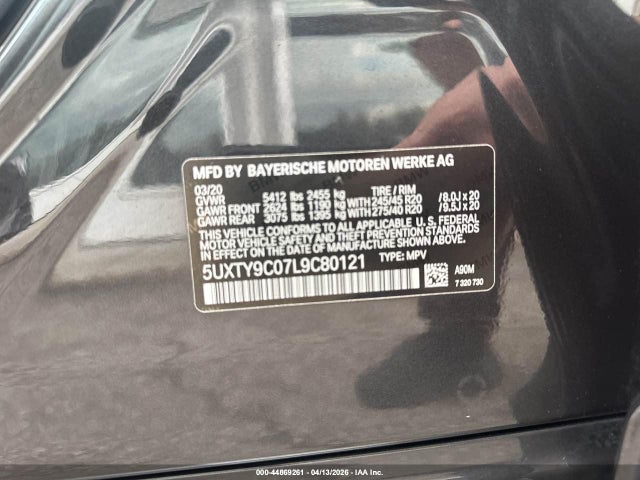 MFD BY BAYERISCHE MOTOREN WERKE AG
03/20
GVWR 5412 lbs 2455 kg TIRE / RIM
GAWR FRONT 2624 lbs 1190 kg WITH 245/45 R20 /8.0J x 20
GAWR REAR 3075 lbs 1395 kg WITH 275/40 R20 /9.5J x 20
THIS VEHICLE CONFORMS TO ALL APPLICABLE U.S. FEDERAL
MOTOR VEHICLE SAFETY, BUMPER AND THEFT PREVENTION STANDARDS
IN EFFECT ON THE DATE OF MANUFACTURE SHOWN ABOVE.
5UXTY9C07L9C80121 TYPE: MPV
A90M
7 320 730
000-44869261 - 04/13/2026 - IAA Inc.